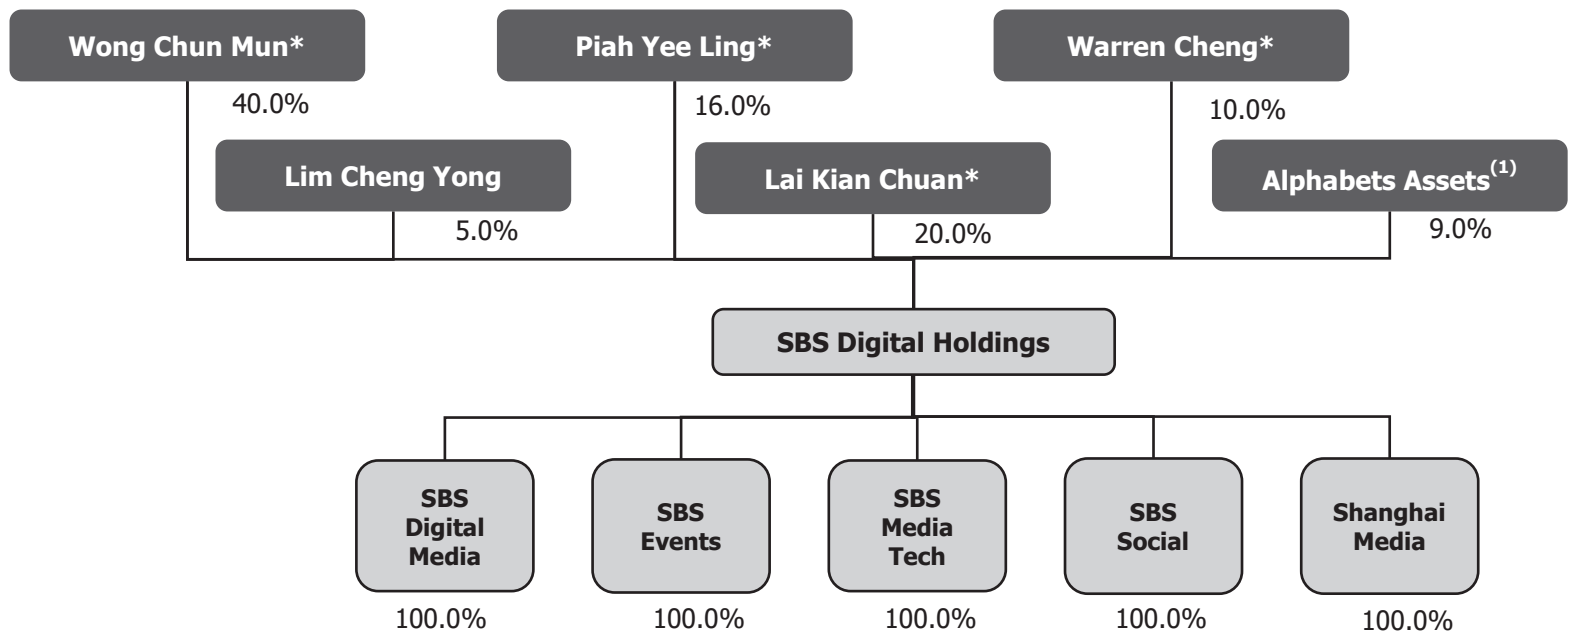 Wong Chun Mun*
Piah Yee Ling*
Warren Cheng*
40.0%
16.0%
10.0%
Lim Cheng Yong
Lai Kian Chuan*
Alphabets Assets(1)
5.0%
20.0%
9.0%
SBS Digital Holdings
SBS
Digital
Media
SBS
Events
SBS
Media
Tech
SBS
Social
Shanghai
Media
100.0%
100.0%
100.0%
100.0%
100.0%